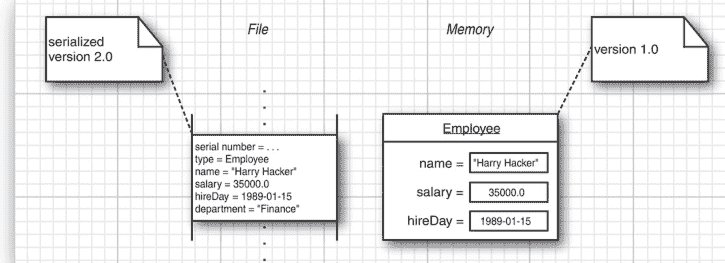 File
Memory
serialized
version 2.0
version 1.0
serial number = . . .
type = Employee
name = "Harry Hacker"
salary = 35000.0
hireDay = 1989-01-15
department = "Finance"
Employee
name = "Harry Hacker"
salary = 35000.0
hireDay = 1989-01-15